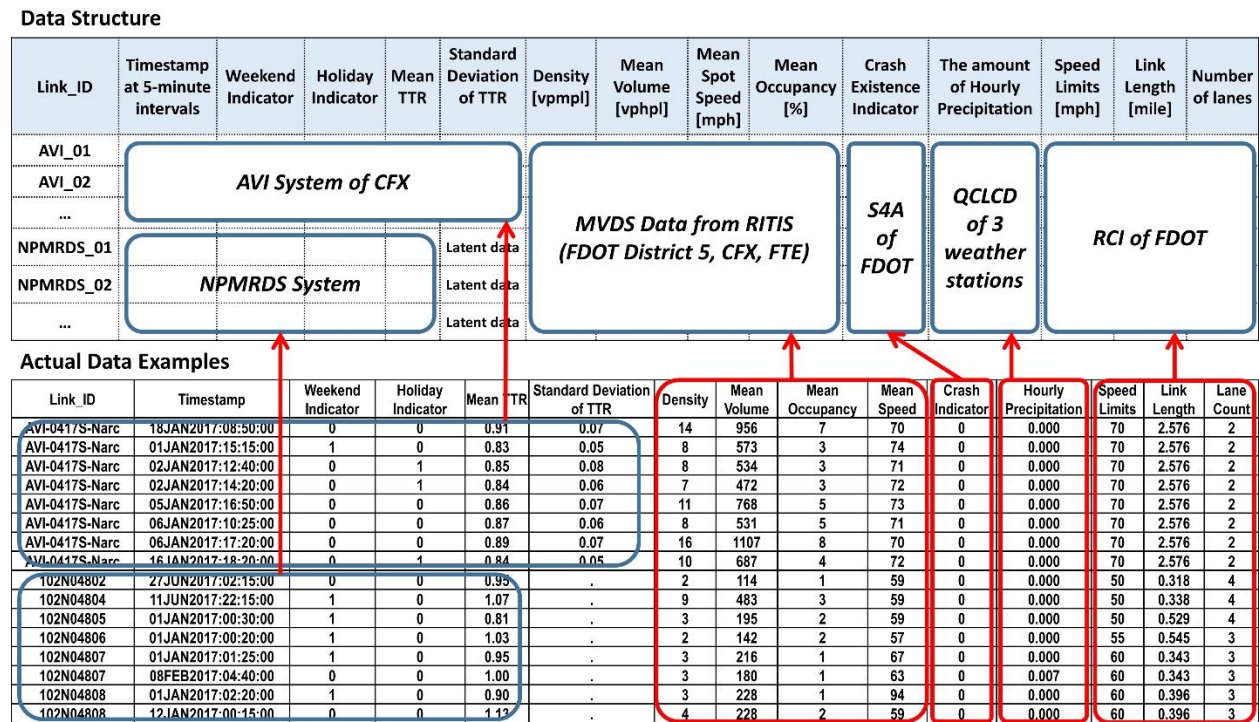 Data Structure
Link_ID Timestamp at 5-minute intervals Weekend Indicator Holiday Indicator Mean TTR Standard Deviation of TTR Density [vpmpl] Mean Volume [vphpl] Mean Spot Speed [mph] Mean Occupancy [%] Crash Existence Indicator The amount of Hourly Precipitation Speed Limits [mph] Link Length [mile] Number of lanes
AVI_01
AVI_02
...
NPMRDS_01 Latent data
NPMRDS_02 Latent data
... Latent data
AVI System of CFX
NPMRDS System
MVDS Data from RITIS
(FDOT District 5, CFX, FTE)
S4A
of
FDOT
QCLCD
of 3
weather
stations
RCI of FDOT
Actual Data Examples
Link_ID Timestamp Weekend Indicator Holiday Indicator Mean TTR Standard Deviation of TTR Density Mean Volume Mean Occupancy Mean Speed Crash Indicator Hourly Precipitation Speed Limits Link Length Lane Count
AVI-0417S-Narc 18JAN2017:08:50:00 0 0 0.91 0.07 14 956 7 70 0 0.000 70 2.576 2
AVI-0417S-Narc 01JAN2017:15:15:00 1 0 0.83 0.05 8 573 3 74 0 0.000 70 2.576 2
AVI-0417S-Narc 02JAN2017:12:40:00 0 1 0.85 0.08 8 534 3 71 0 0.000 70 2.576 2
AVI-0417S-Narc 02JAN2017:14:20:00 0 1 0.84 0.06 7 472 3 72 0 0.000 70 2.576 2
AVI-0417S-Narc 05JAN2017:16:50:00 0 0 0.86 0.07 11 768 5 73 0 0.000 70 2.576 2
AVI-0417S-Narc 06JAN2017:10:25:00 0 0 0.87 0.06 8 531 5 71 0 0.000 70 2.576 2
AVI-0417S-Narc 06JAN2017:17:20:00 0 0 0.89 0.07 16 1107 8 70 0 0.000 70 2.576 2
AVI-0417S-Narc 16JAN2017:18:20:00 0 1 0.84 0.05 10 687 4 72 0 0.000 70 2.576 2
102N04802 27JUN2017:02:15:00 0 0 0.95 . 2 114 1 59 0 0.000 50 0.318 4
102N04804 11JUN2017:22:15:00 1 0 1.07 . 9 483 3 59 0 0.000 50 0.338 4
102N04805 01JAN2017:00:30:00 1 0 0.81 . 3 195 2 59 0 0.000 50 0.529 4
102N04806 01JAN2017:00:20:00 1 0 1.03 . 2 142 2 57 0 0.000 55 0.545 3
102N04807 01JAN2017:01:25:00 1 0 0.95 . 3 216 1 67 0 0.000 60 0.343 3
102N04807 08FEB2017:04:40:00 0 0 1.00 . 3 180 1 63 0 0.007 60 0.343 3
102N04808 01JAN2017:02:20:00 1 0 0.90 . 3 228 1 94 0 0.000 60 0.396 3
102N04808 12JAN2017:00:15:00 0 0 1.13 . 4 228 2 59 0 0.000 60 0.396 3